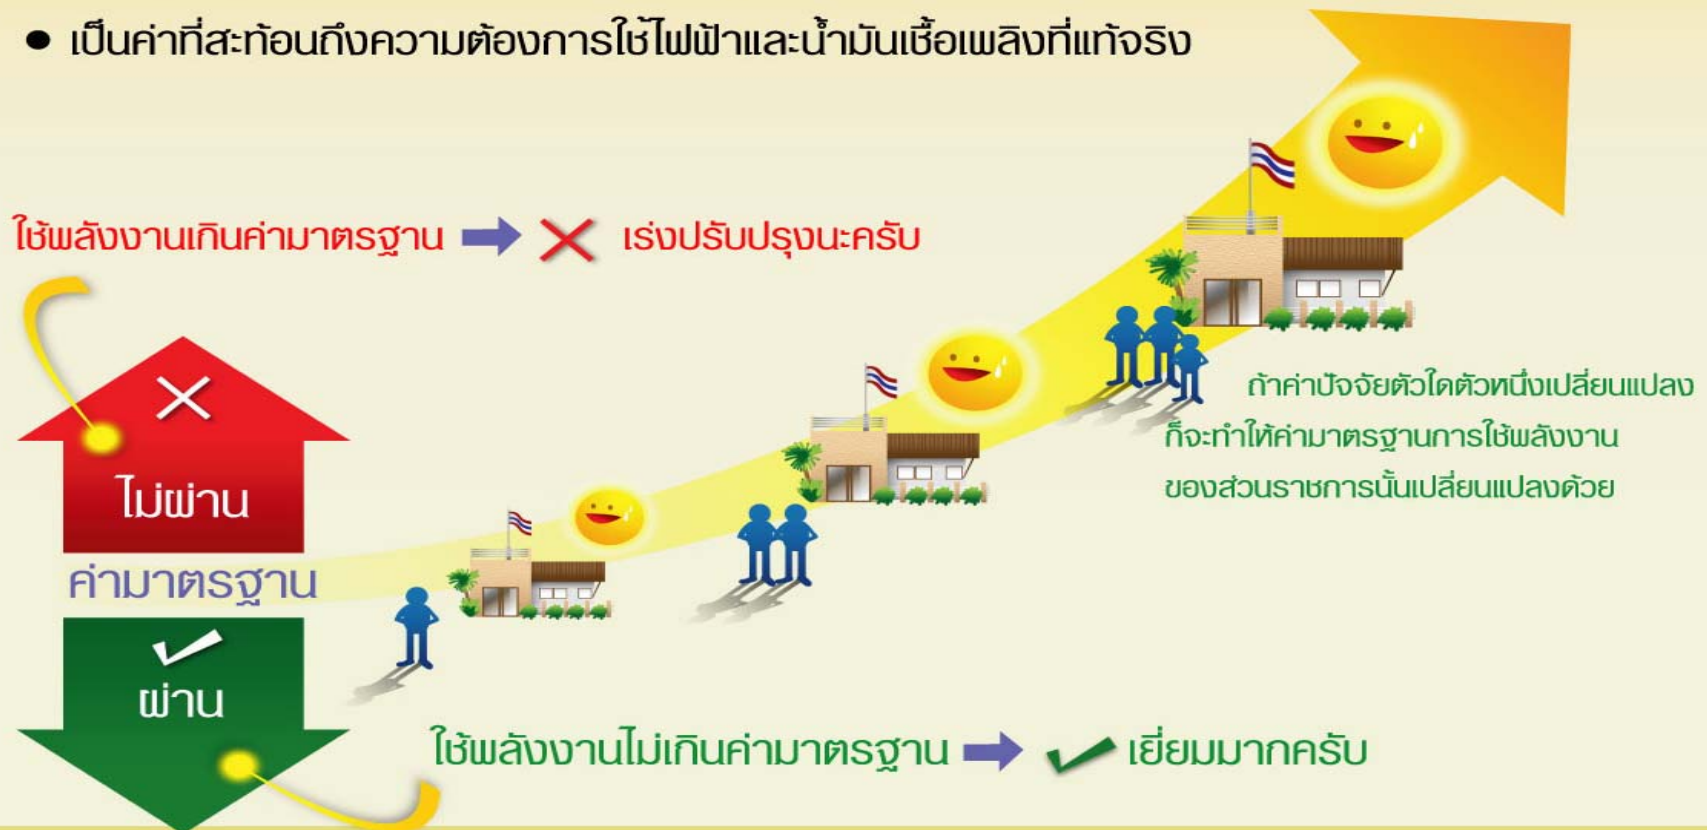 ● เป็นค่าที่สะท้อนถึงความต้องการใช้ไฟฟ้าและน้ำมันเชื้อเพลิงที่แท้จริง
ใช้พลังงานเกินค่ามาตรฐาน เร่งปรับปรุงนะครับ
ไม่ผ่าน
ค่ามาตรฐาน
ผ่าน
ถ้าค่าปัจจัยตัวใดตัวหนึ่งเปลี่ยนแปลง
ก็จะทำให้ค่ามาตรฐานการใช้พลังงาน
ของส่วนราชการนั้นเปลี่ยนแปลงด้วย
ใช้พลังงานไม่เกินค่ามาตรฐาน เยี่ยมมากครับ